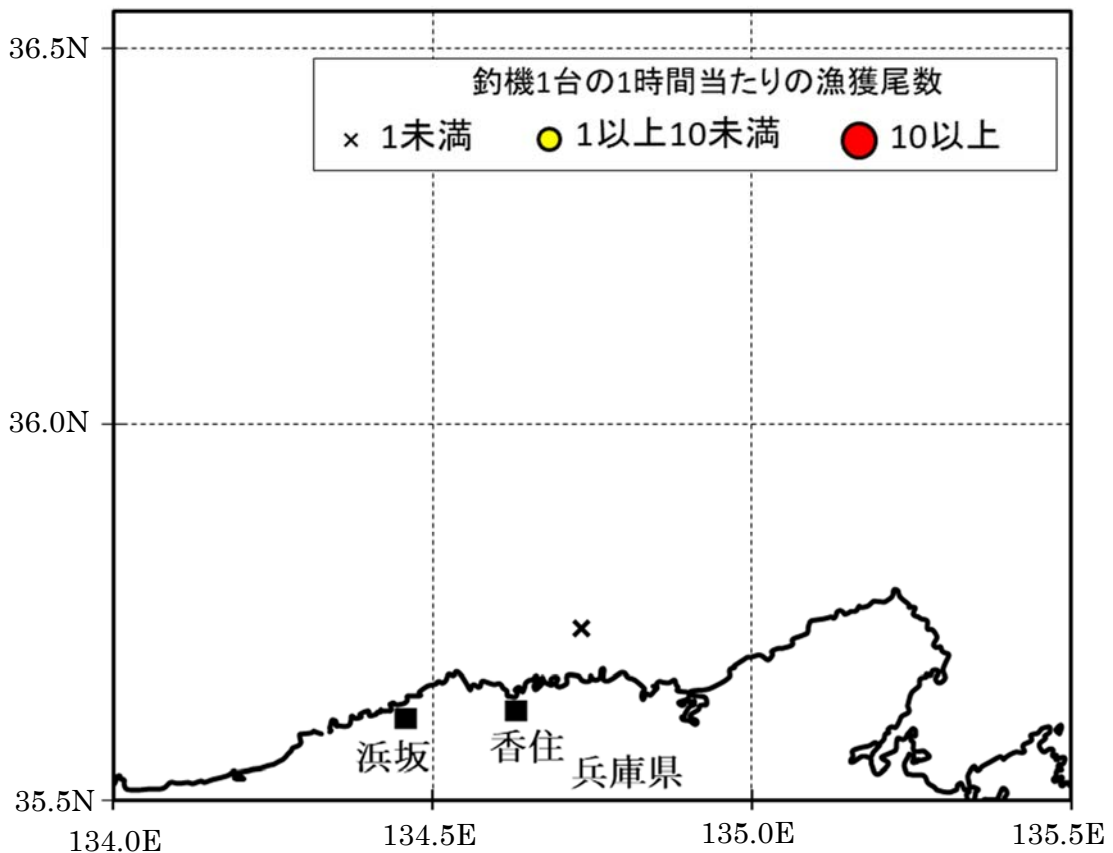 36.5N
釣機1台の1時間当たりの漁獲尾数
× 1未満 1以上10未満 10以上
36.0N
浜坂
香住
兵庫県
35.5N
134.0E 134.5E 135.0E 135.5E